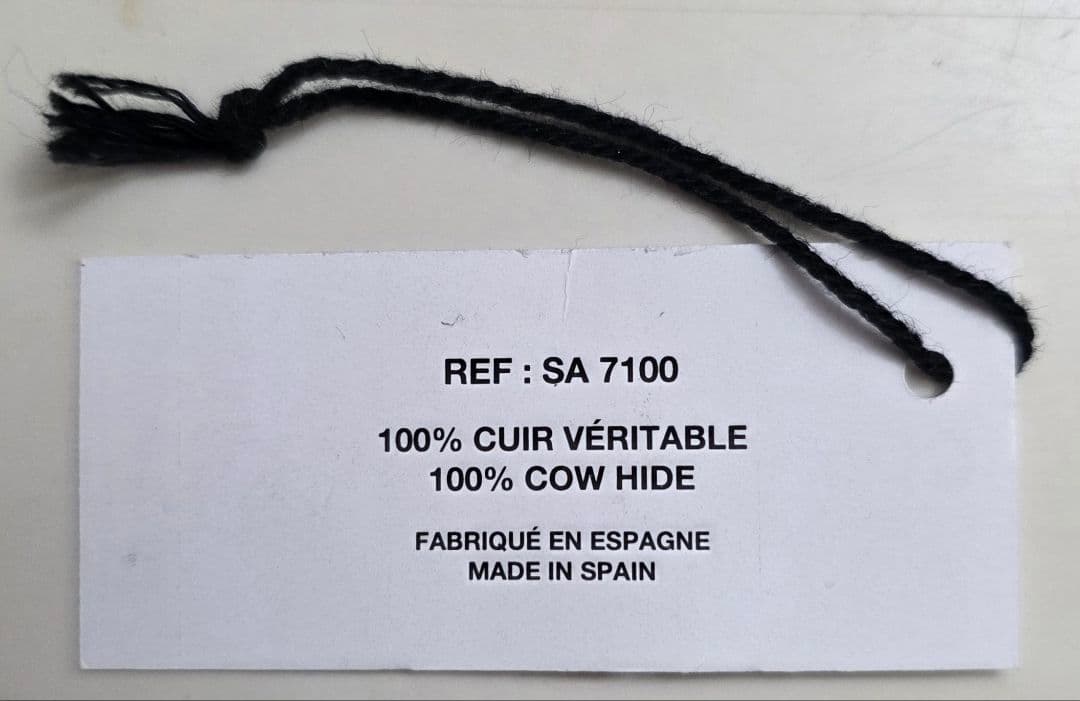 REF : SA 7100
100% CUIR VÉRITABLE
100% COW HIDE
FABRIQUÉ EN ESPAGNE
MADE IN SPAIN